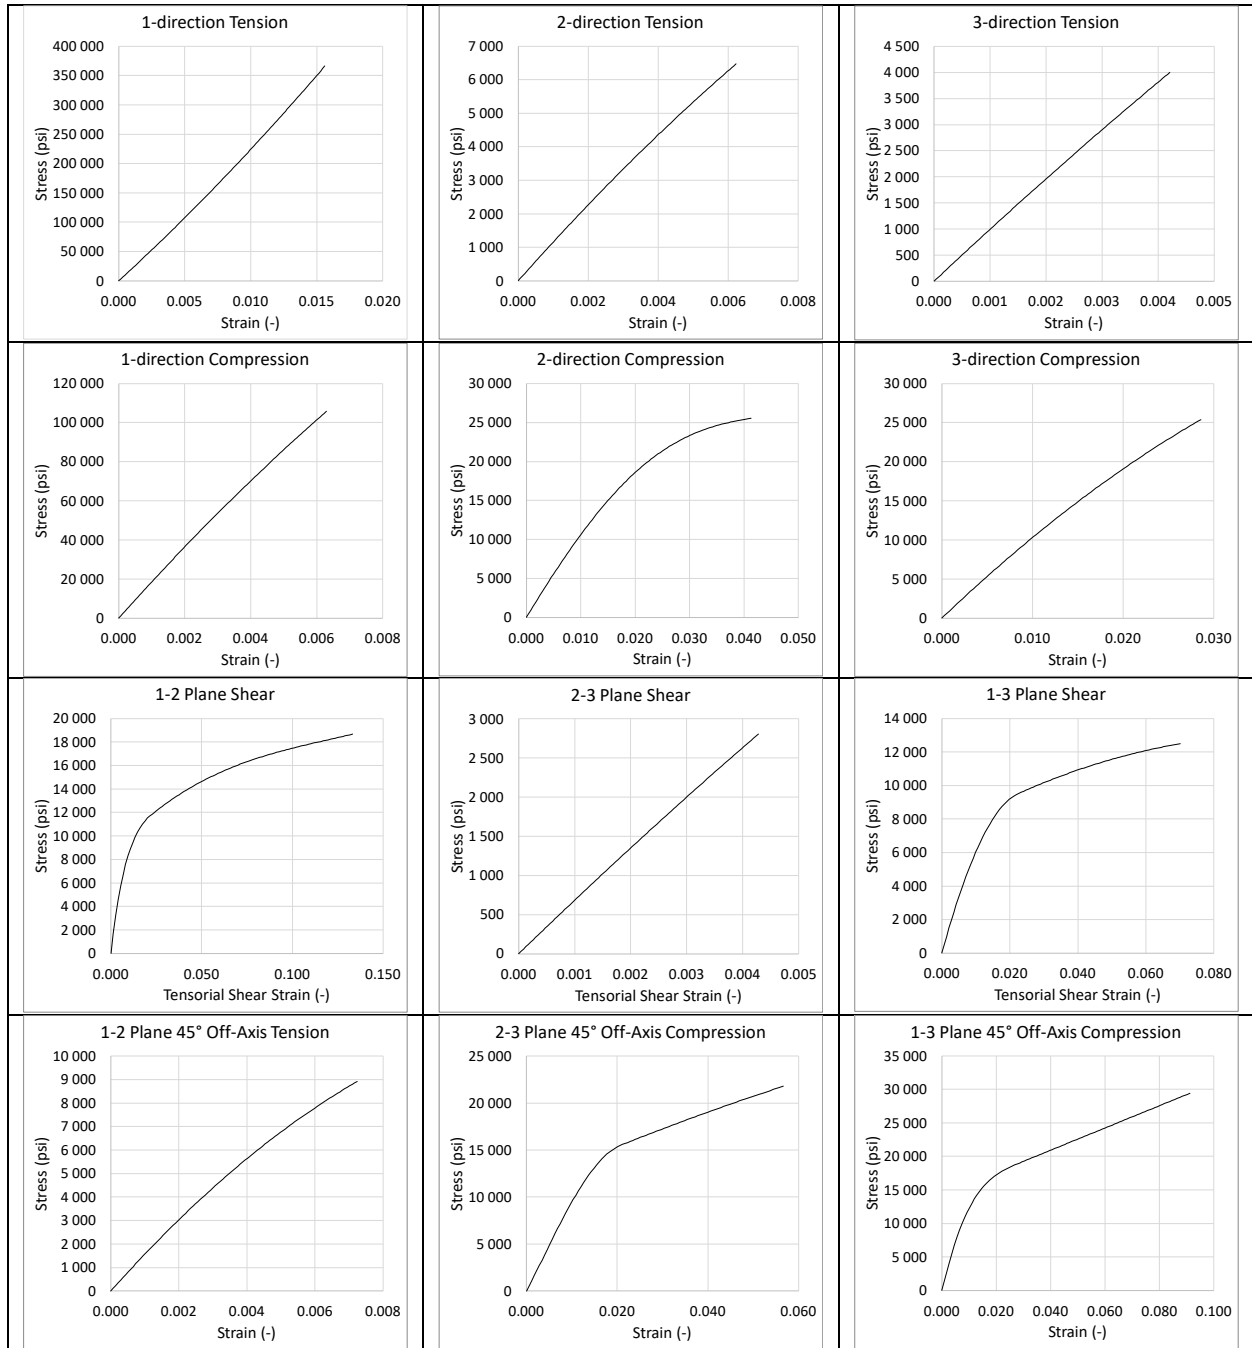 1-direction Tension
400 000
350 000
300 000
250 000
200 000
150 000
100 000
50 000
0
0.000 0.005 0.010 0.015 0.020
Stress (psi)
Strain (-)
2-direction Tension
7 000
6 000
5 000
4 000
3 000
2 000
1 000
0
0.000 0.002 0.004 0.006 0.008
Stress (psi)
Strain (-)
3-direction Tension
4 500
4 000
3 500
3 000
2 500
2 000
1 500
1 000
500
0
0.000 0.001 0.002 0.003 0.004 0.005
Stress (psi)
Strain (-)
1-direction Compression
120 000
100 000
80 000
60 000
40 000
20 000
0
0.000 0.002 0.004 0.006 0.008
Stress (psi)
Strain (-)
2-direction Compression
30 000
25 000
20 000
15 000
10 000
5 000
0
0.000 0.010 0.020 0.030 0.040 0.050
Stress (psi)
Strain (-)
3-direction Compression
30 000
25 000
20 000
15 000
10 000
5 000
0
0.000 0.010 0.020 0.030
Stress (psi)
Strain (-)
1-2 Plane Shear
20 000
18 000
16 000
14 000
12 000
10 000
8 000
6 000
4 000
2 000
0
0.000 0.050 0.100 0.150
Stress (psi)
Tensorial Shear Strain (-)
2-3 Plane Shear
3 000
2 500
2 000
1 500
1 000
500
0
0.000 0.001 0.002 0.003 0.004 0.005
Stress (psi)
Tensorial Shear Strain (-)
1-3 Plane Shear
14 000
12 000
10 000
8 000
6 000
4 000
2 000
0
0.000 0.020 0.040 0.060 0.080
Stress (psi)
Tensorial Shear Strain (-)
1-2 Plane 45° Off-Axis Tension
10 000
9 000
8 000
7 000
6 000
5 000
4 000
3 000
2 000
1 000
0
0.000 0.002 0.004 0.006 0.008
Stress (psi)
Strain (-)
2-3 Plane 45° Off-Axis Compression
25 000
20 000
15 000
10 000
5 000
0
0.000 0.020 0.040 0.060
Stress (psi)
Strain (-)
1-3 Plane 45° Off-Axis Compression
35 000
30 000
25 000
20 000
15 000
10 000
5 000
0
0.000 0.020 0.040 0.060 0.080 0.100
Stress (psi)
Strain (-)